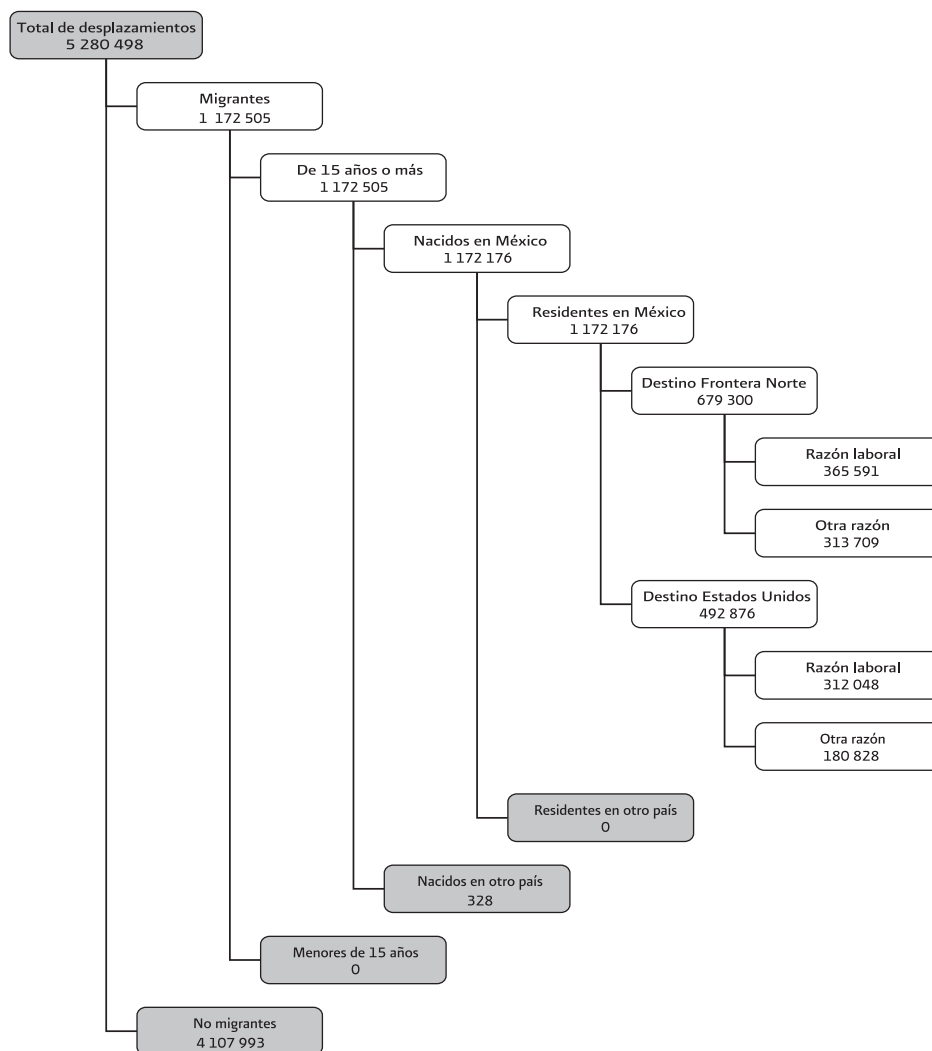 Total de desplazamientos
5 280 498
Migrantes
1 172 505
De 15 años o más
1 172 505
Nacidos en México
1 172 176
Residentes en México
1 172 176
Destino Frontera Norte
679 300
Razón laboral
365 591
Otra razón
313 709
Destino Estados Unidos
492 876
Razón laboral
312 048
Otra razón
180 828
Residentes en otro país
0
Nacidos en otro país
328
Menores de 15 años
0
No migrantes
4 107 993